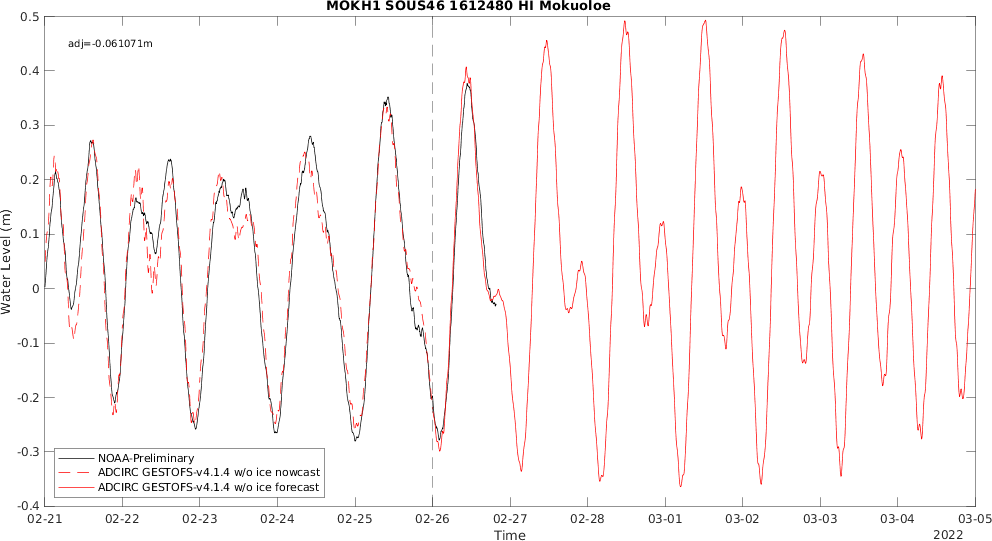 MOKH1 SOUS46 1612480 HI Mokuoloe
adj=-0.061071m
0.5
0.4
0.3
0.2
0.1
0
-0.1
-0.2
-0.3
-0.4
Water Level (m)
NOAA-Preliminary
ADCIRC GESTOFS-v4.1.4 w/o ice nowcast
ADCIRC GESTOFS-v4.1.4 w/o ice forecast
02-21 02-22 02-23 02-24 02-25 02-26 02-27 02-28 03-01 03-02 03-03 03-04 03-05
Time
2022